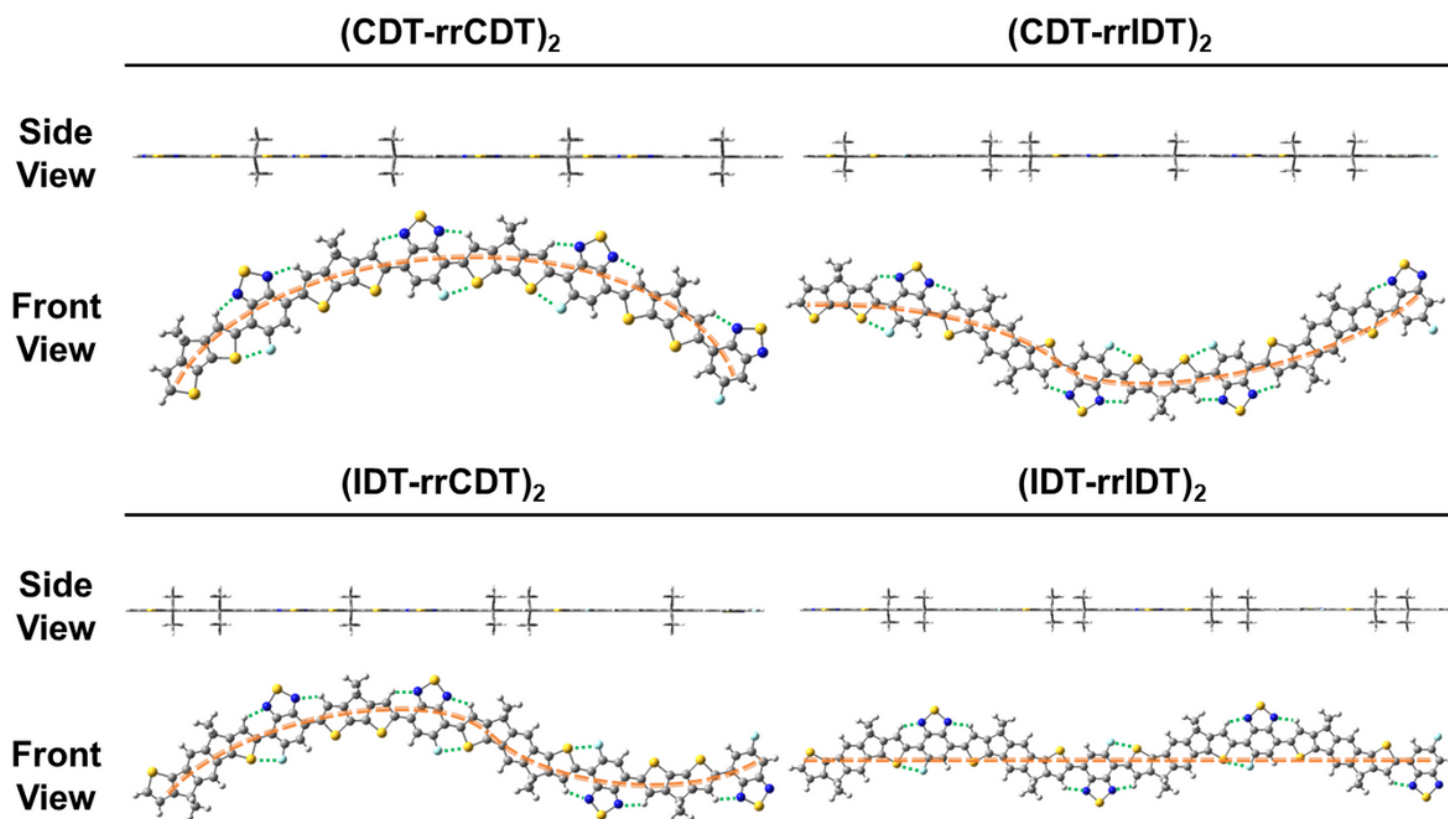 (CDT-rrCDT)₂
(CDT-rrIDT)₂
Side
View
Front
View
(IDT-rrCDT)₂
(IDT-rrIDT)₂
Side
View
Front
View